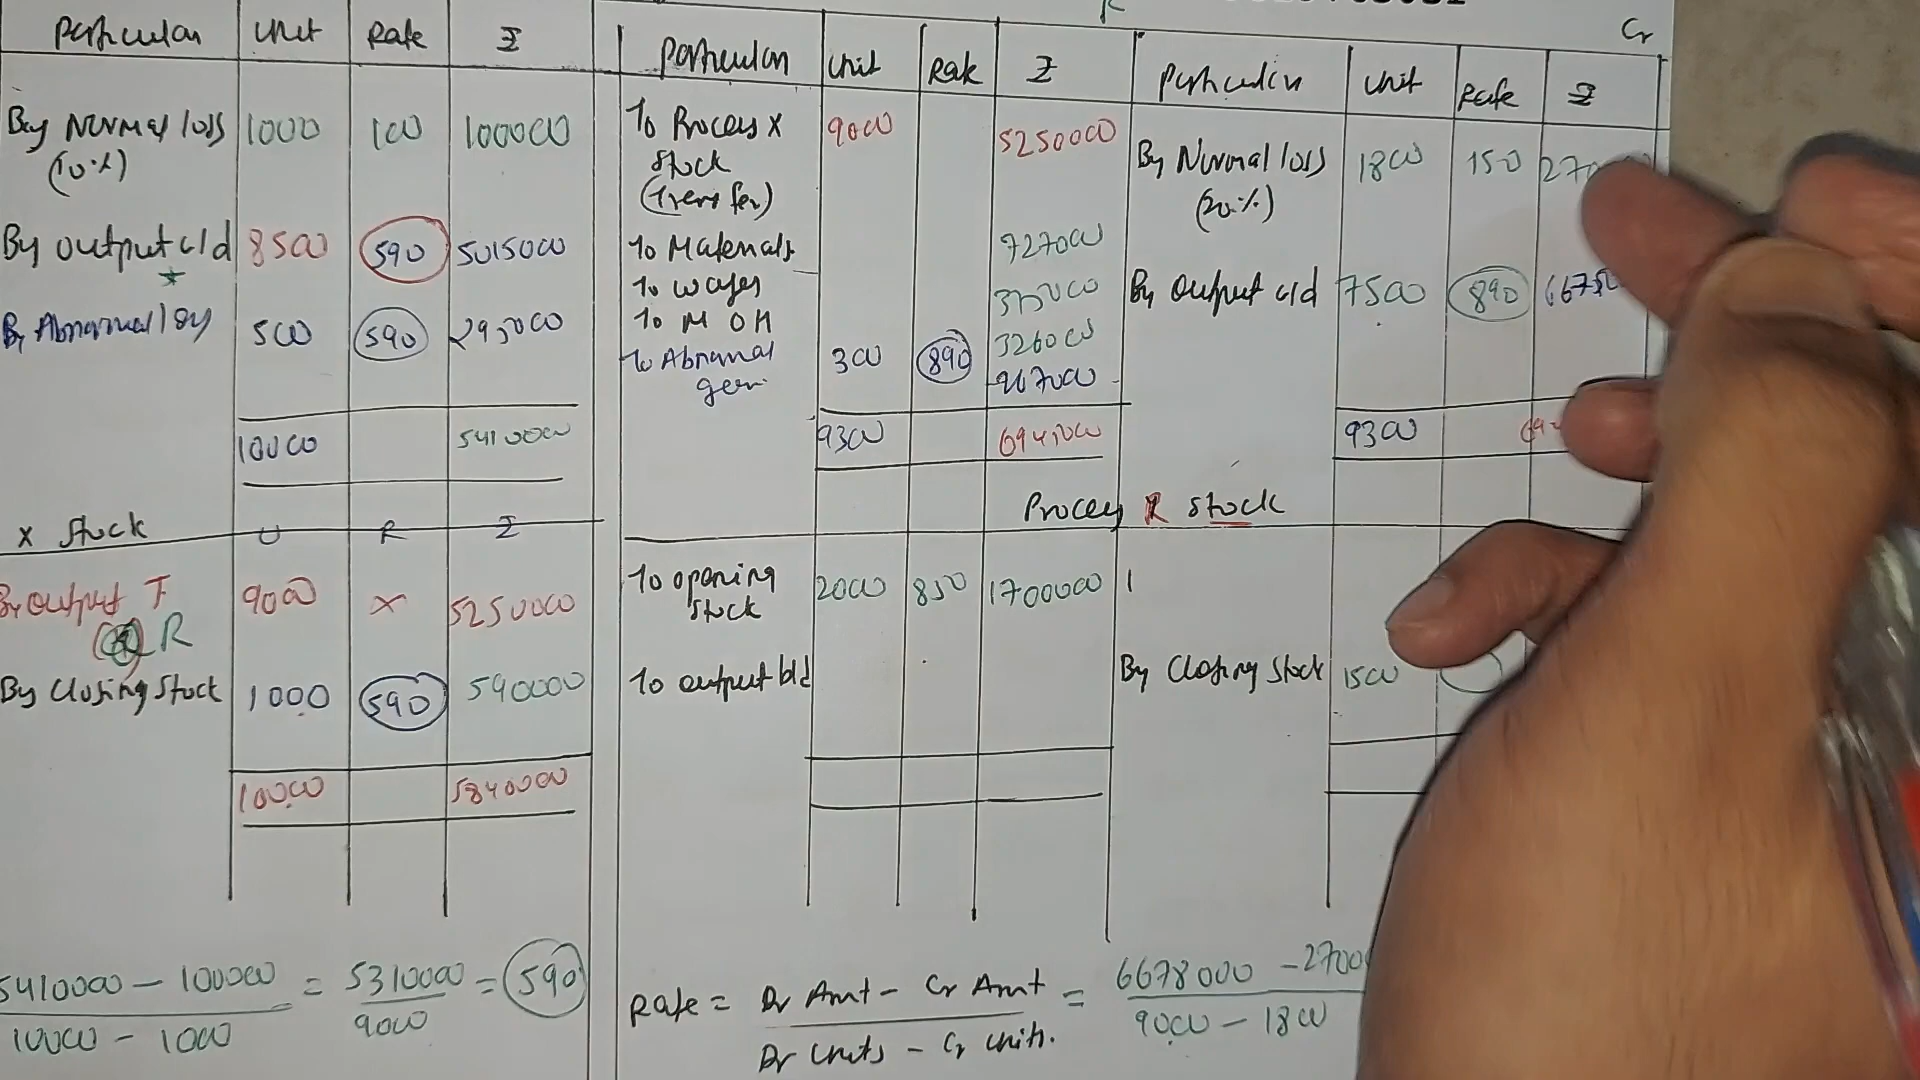 Cr
Particular Unit Rate ₹ Particular Unit Rate ₹ Particular Unit Rate ₹
By Normal loss 1000 100 100000
(10%)
By output c/d 8500 590 5015000
By Abnormal loss 500 590 295000
10000 5410000
To Process X 9000 5250000
Stock
(Transfer)
To Materials 727000
To wages 375000
To M OH 326000
To Abnormal 300 890 267000
gain
9300 6945000
By Normal loss 1800 150
(20%)
By output c/d 7500 890
9300
X Stock U R ₹
By output T 9000 × 5250000
R
By Closing Stock 1000 590 590000
10000 5840000
Process R stock
To opening 2000 850 1700000
stock
To output b/d
By Closing Stock 1500
5410000 – 100000 = 5310000 = 590
10000 – 1000 9000
Rate = Dr Amt – Cr Amt = 6678000 –
Dr Units – Cr Units. 9000 – 1800